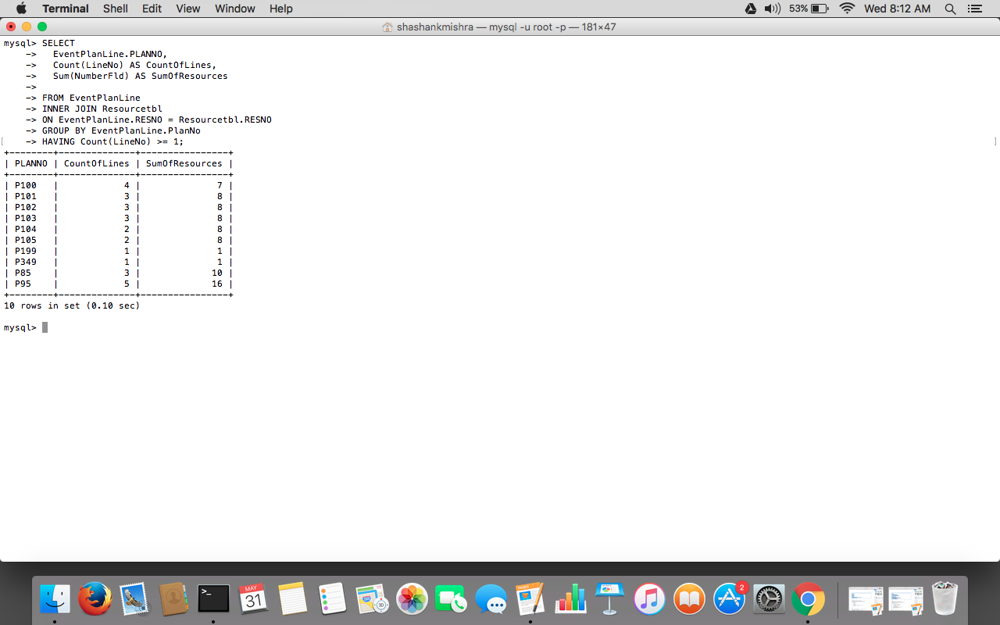 Terminal Shell Edit View Window Help 53% Wed 8:12 AM
shashankmishra — mysql -u root -p — 181×47
mysql> SELECT
    ->   EventPlanLine.PLANNO,
    ->   Count(LineNo) AS CountOfLines,
    ->   Sum(NumberFld) AS SumOfResources
    ->
    -> FROM EventPlanLine
    -> INNER JOIN Resourcetbl
    -> ON EventPlanLine.RESNO = Resourcetbl.RESNO
    -> GROUP BY EventPlanLine.PlanNo
[    -> HAVING Count(LineNo) >= 1; ]
+--------+--------------+----------------+
| PLANNO | CountOfLines | SumOfResources |
+--------+--------------+----------------+
| P100   |            4 |              7 |
| P101   |            3 |              8 |
| P102   |            3 |              8 |
| P103   |            3 |              8 |
| P104   |            2 |              8 |
| P105   |            2 |              8 |
| P199   |            1 |              1 |
| P349   |            1 |              1 |
| P85    |            3 |             10 |
| P95    |            5 |             16 |
+--------+--------------+----------------+
10 rows in set (0.10 sec)
mysql>
>_
MAY
31
PAGES
2